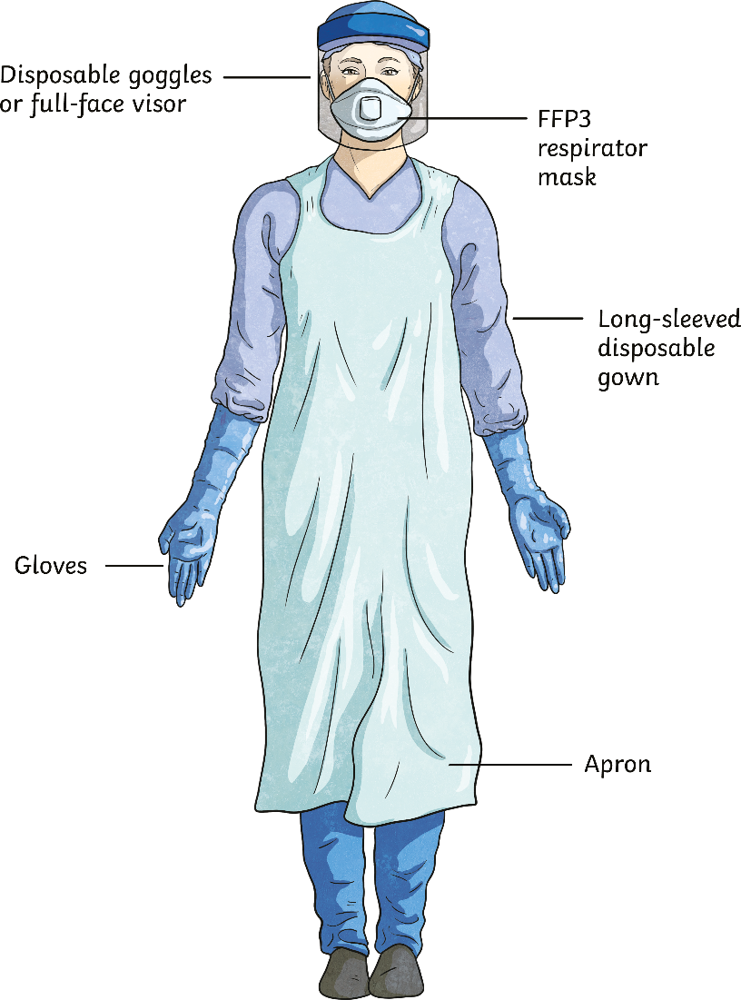 Disposable goggles
or full-face visor
FFP3
respirator
mask
Long-sleeved
disposable
gown
Gloves
Apron